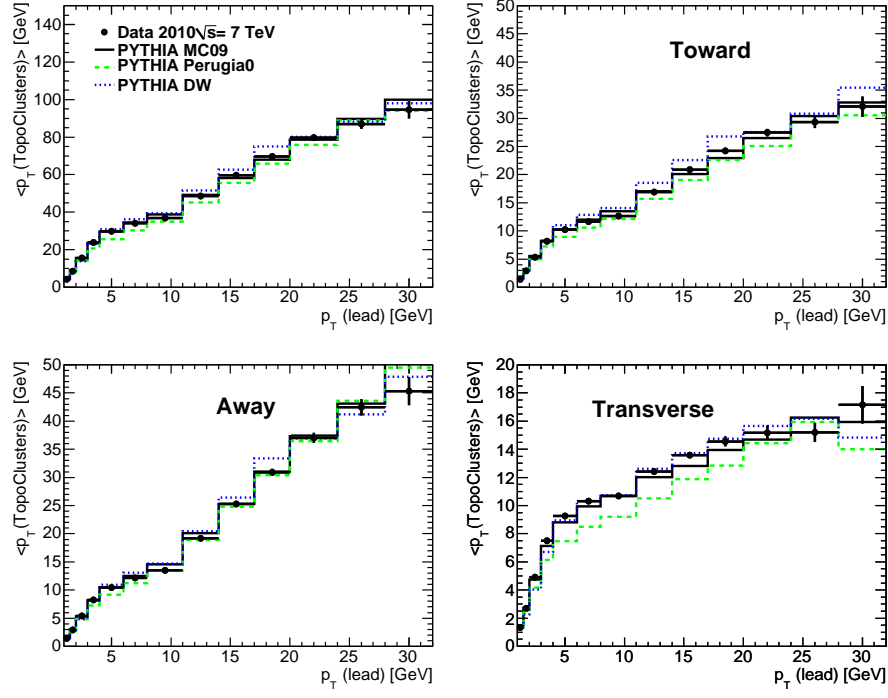 <p_T(TopoClusters)> [GeV]
140
120
100
80
60
40
20
0
Data 2010√s= 7 TeV
PYTHIA MC09
PYTHIA Perugia0
PYTHIA DW
5 10 15 20 25 30
p_T (lead) [GeV]
<p_T(TopoClusters)> [GeV]
50
45
40
35
30
25
20
15
10
5
0
Toward
5 10 15 20 25 30
p_T (lead) [GeV]
<p_T(TopoClusters)> [GeV]
50
45
40
35
30
25
20
15
10
5
0
Away
5 10 15 20 25 30
p_T (lead) [GeV]
<p_T(TopoClusters)> [GeV]
20
18
16
14
12
10
8
6
4
2
0
Transverse
5 10 15 20 25 30
p_T (lead) [GeV]